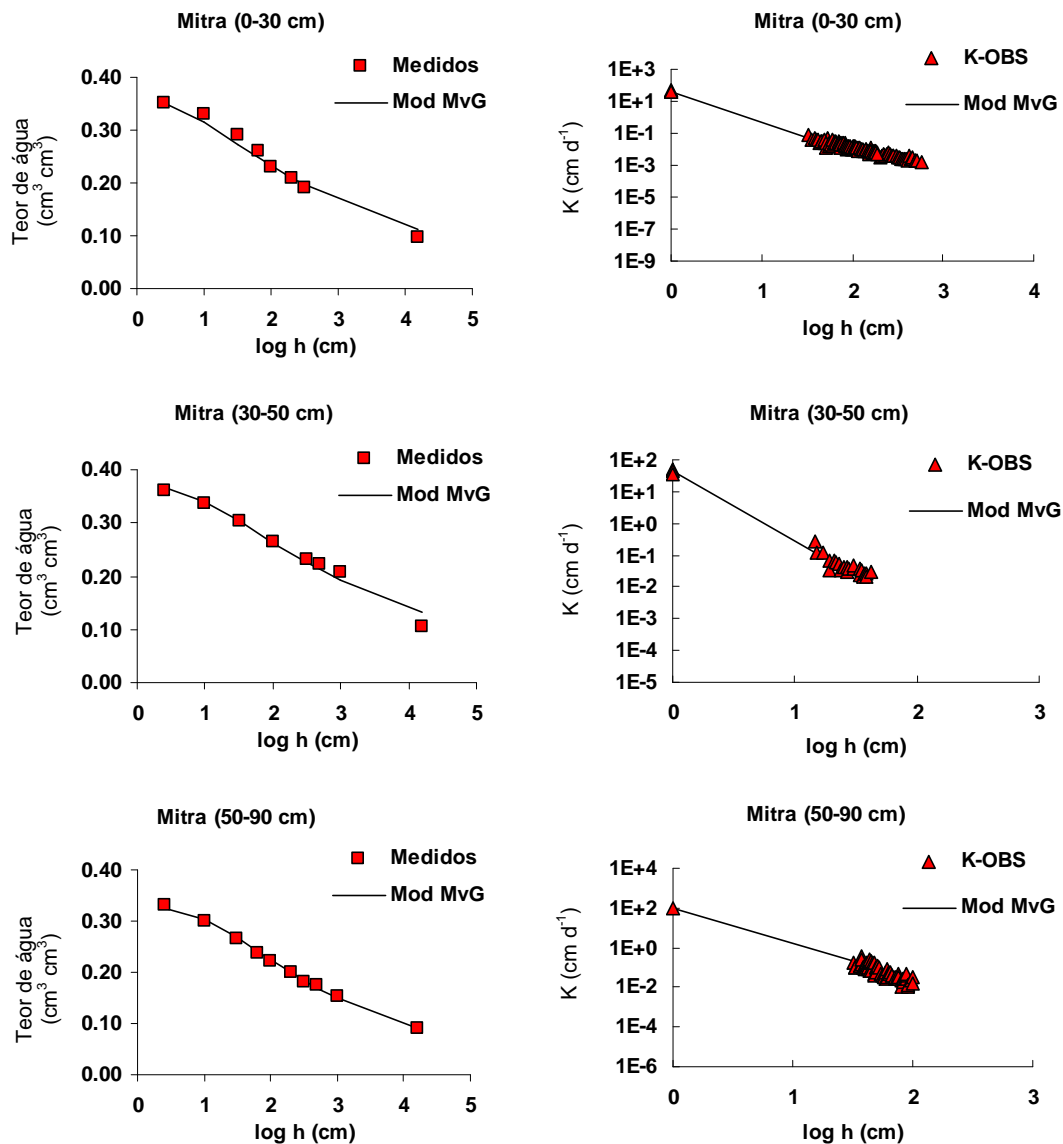 Mitra (0-30 cm)
Medidos
Mod MvG
0.40
0.30
0.20
0.10
0.00
Teor de água
(cm³ cm³)
0 1 2 3 4 5
log h (cm)
Mitra (0-30 cm)
K-OBS
Mod MvG
1E+3
1E+1
1E-1
1E-3
1E-5
1E-7
1E-9
K (cm d⁻¹)
0 1 2 3 4
log h (cm)
Mitra (30-50 cm)
Medidos
Mod MvG
0.40
0.30
0.20
0.10
0.00
Teor de água
(cm³ cm³)
0 1 2 3 4 5
log h (cm)
Mitra (30-50 cm)
K-OBS
Mod MvG
1E+2
1E+1
1E+0
1E-1
1E-2
1E-3
1E-4
1E-5
K (cm d⁻¹)
0 1 2 3
log h (cm)
Mitra (50-90 cm)
Medidos
Mod MvG
0.40
0.30
0.20
0.10
0.00
Teor de água
(cm³ cm³)
0 1 2 3 4 5
log h (cm)
Mitra (50-90 cm)
K-OBS
Mod MvG
1E+4
1E+2
1E+0
1E-2
1E-4
1E-6
K (cm d⁻¹)
0 1 2 3
log h (cm)